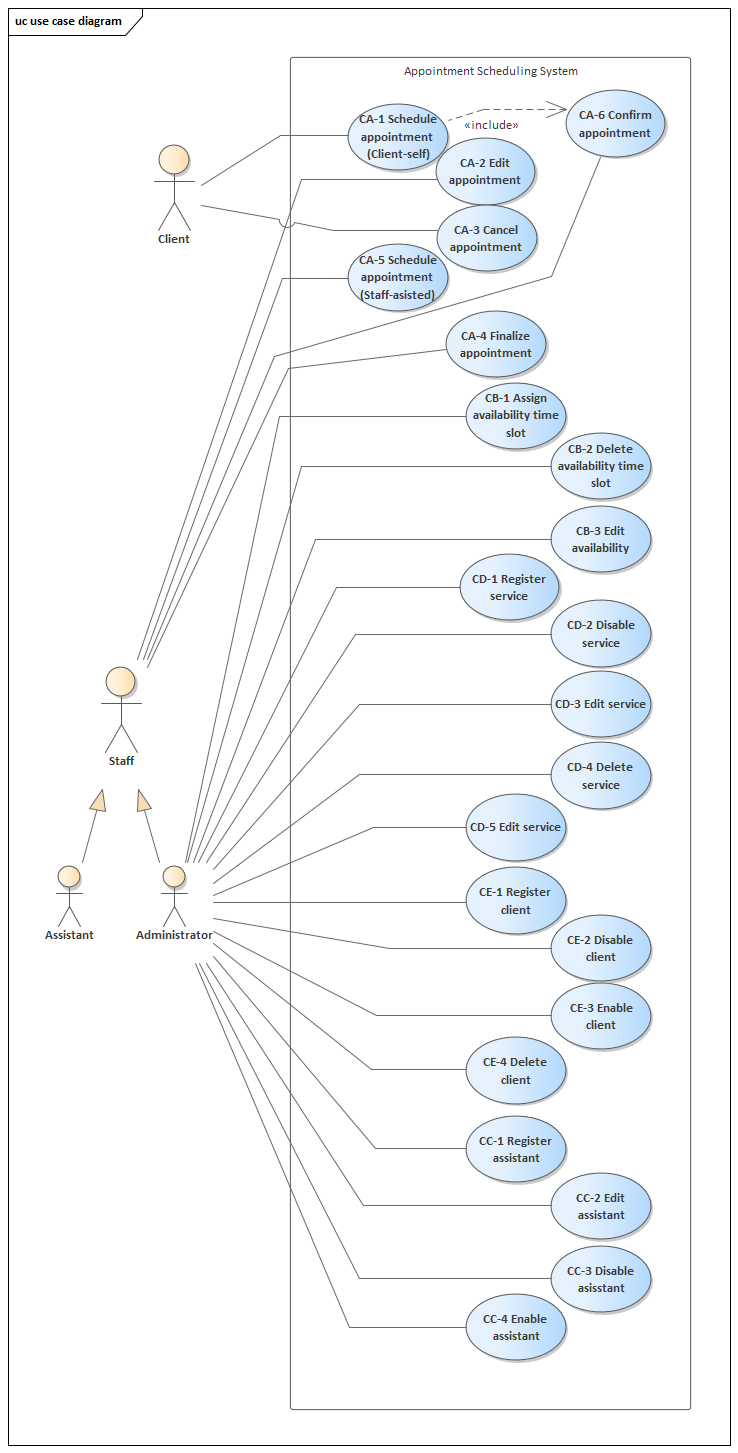 uc use case diagram
Appointment Scheduling System
CA-1 Schedule
appointment
(Client-self)
«include»
CA-6 Confirm
appointment
CA-2 Edit
appointment
Client
CA-3 Cancel
appointment
CA-5 Schedule
appointment
(Staff-asisted)
CA-4 Finalize
appointment
CB-1 Assign
availability time
slot
CB-2 Delete
availability time
slot
CB-3 Edit
availability
CD-1 Register
service
CD-2 Disable
service
CD-3 Edit service
Staff
CD-4 Delete
service
CD-5 Edit service
CE-1 Register
client
Assistant
Administrator
CE-2 Disable
client
CE-3 Enable
client
CE-4 Delete
client
CC-1 Register
assistant
CC-2 Edit
assistant
CC-3 Disable
asisstant
CC-4 Enable
assistant